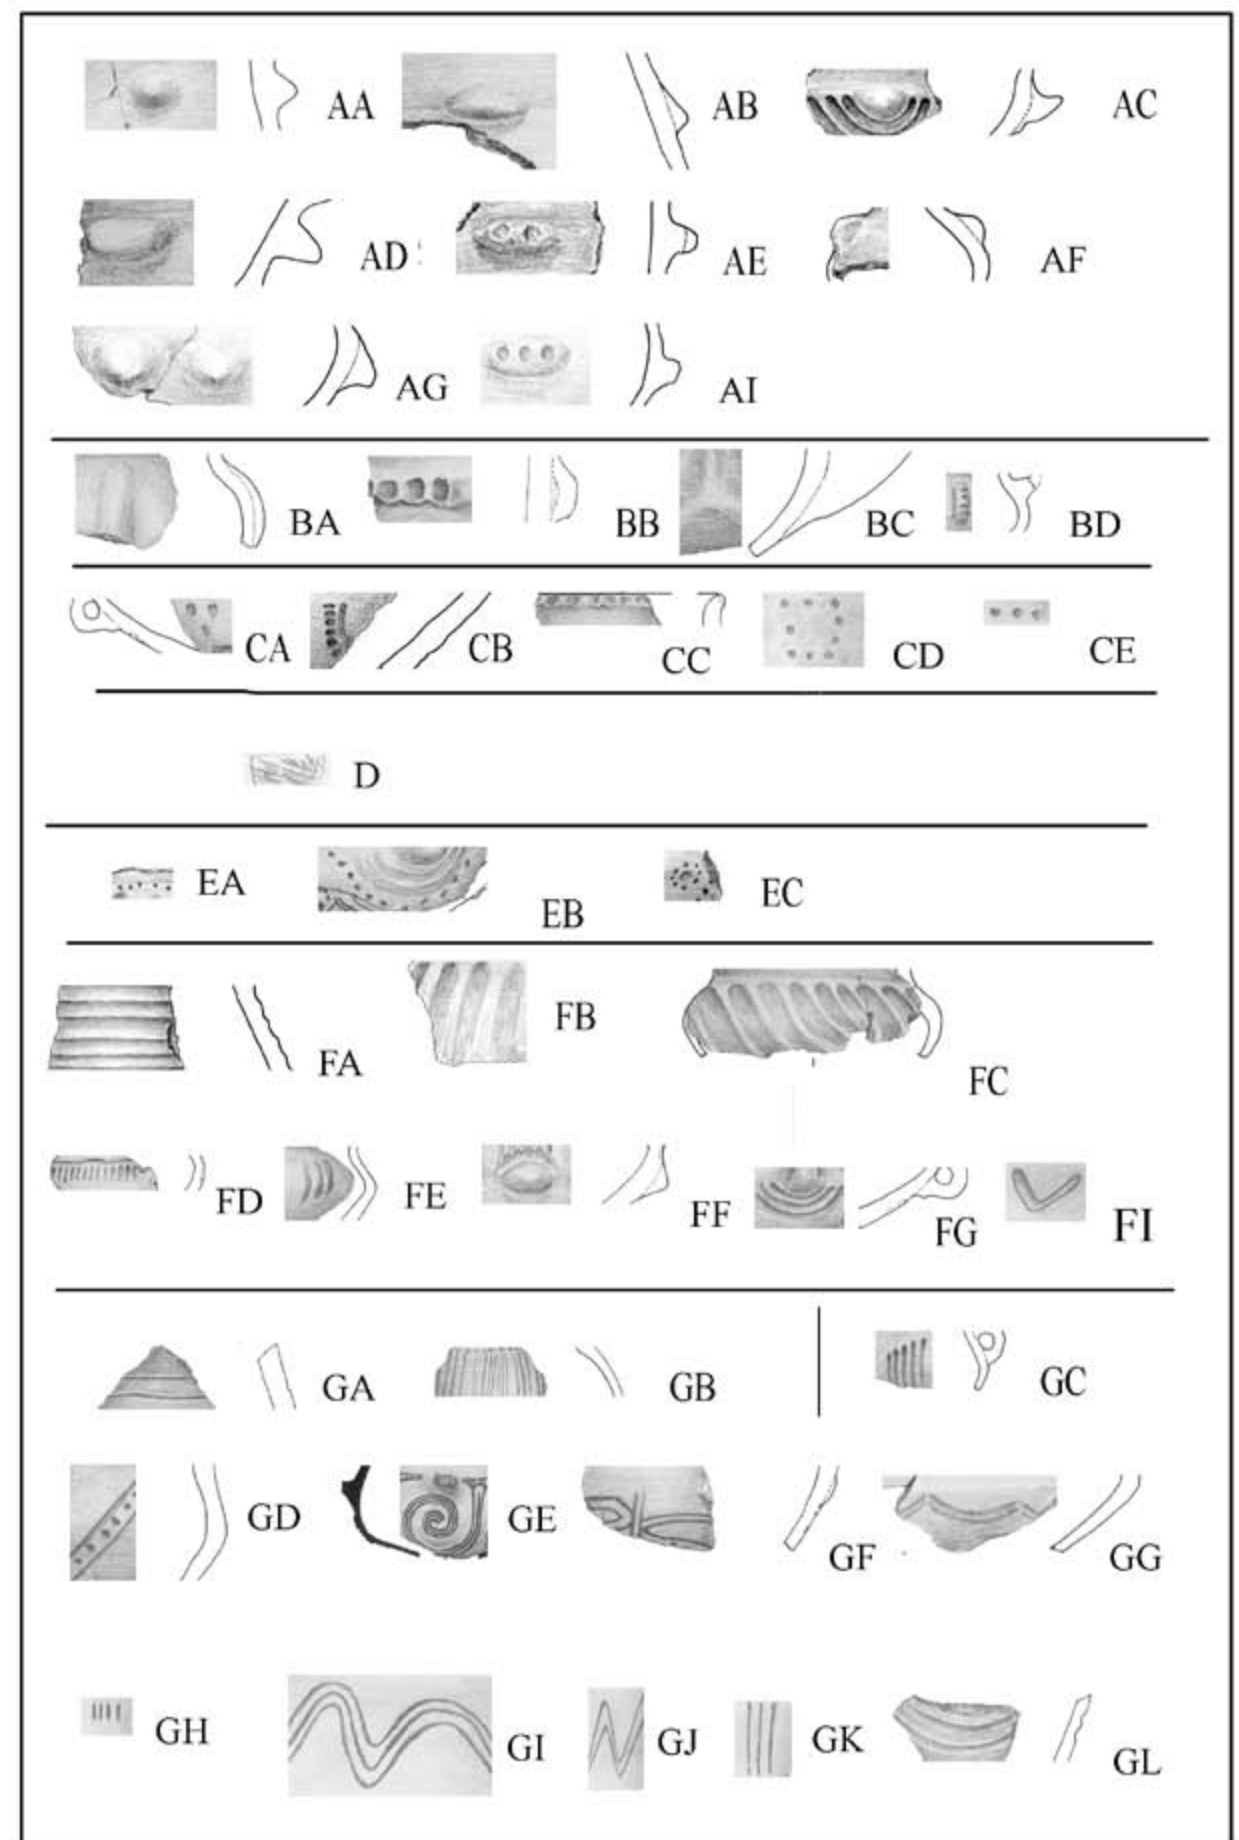 AA AB AC
AD AE AF
AG AI
BA BB BC BD
CA CB CC CD CE
D
EA EB EC
FA FB FC
FD FE FF FG FI
GA GB GC
GD GE GF GG
GH GI GJ GK GL